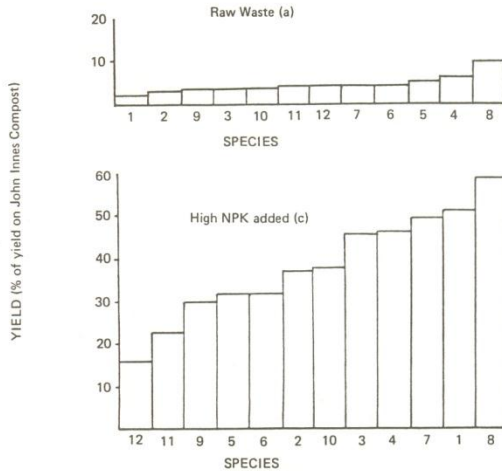 Raw Waste (a)
20
10
1 2 9 3 10 11 12 7 6 5 4 8
SPECIES
YIELD (% of yield on John Innes Compost)
High NPK added (c)
60
50
40
30
20
10
12 11 9 5 6 2 10 3 4 7 1 8
SPECIES